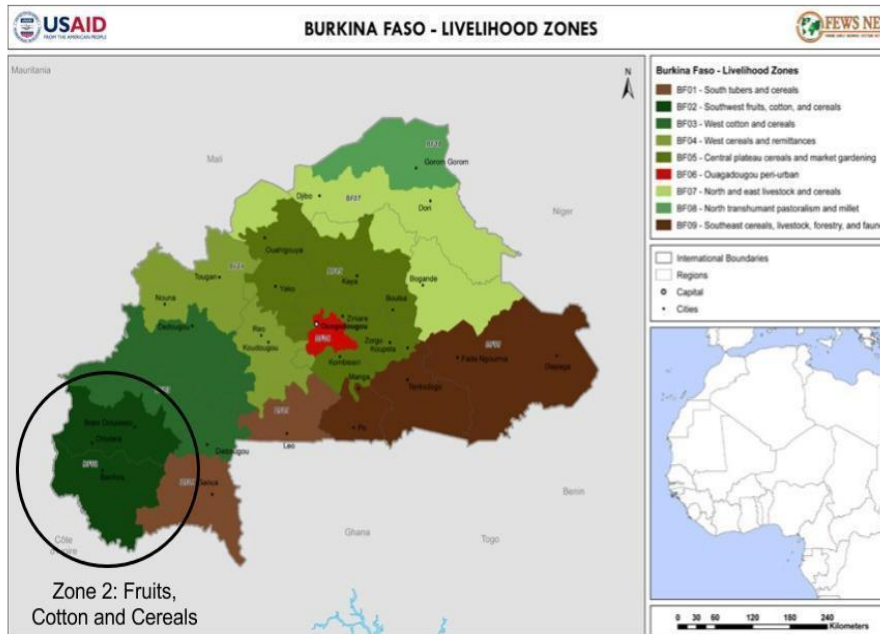 USAID
FROM THE AMERICAN PEOPLE
BURKINA FASO - LIVELIHOOD ZONES
FEWS NE
Mauritania
N
Mali
Niger
Gorom Gorom
Djibo
BF07
Dori
Ouahigouya
Tougan
Yako
Kaya
Bogande
Boulsa
Nouna
Dedougou
Ziniare
Reo
Koudougou
Zorgo
Koupela
Kombissiri
Manga
Fada Ngourma
Diapaga
Tenkodogo
Po
Leo
Bobo Dioulasso
Orodara
Banfora
Diebougou
Gaoua
Benin
Ghana
Togo
Côte
d'Ivoire
Zone 2: Fruits,
Cotton and Cereals
Burkina Faso - Livelihood Zones
BF01 - South tubers and cereals
BF02 - Southwest fruits, cotton, and cereals
BF03 - West cotton and cereals
BF04 - West cereals and remittances
BF05 - Central plateau cereals and market gardening
BF06 - Ouagadougou peri-urban
BF07 - North and east livestock and cereals
BF08 - North transhumant pastoralism and millet
BF09 - Southeast cereals, livestock, forestry, and faun
International Boundaries
Regions
Capital
Cities
0 30 60 120 180 240
Kilometers